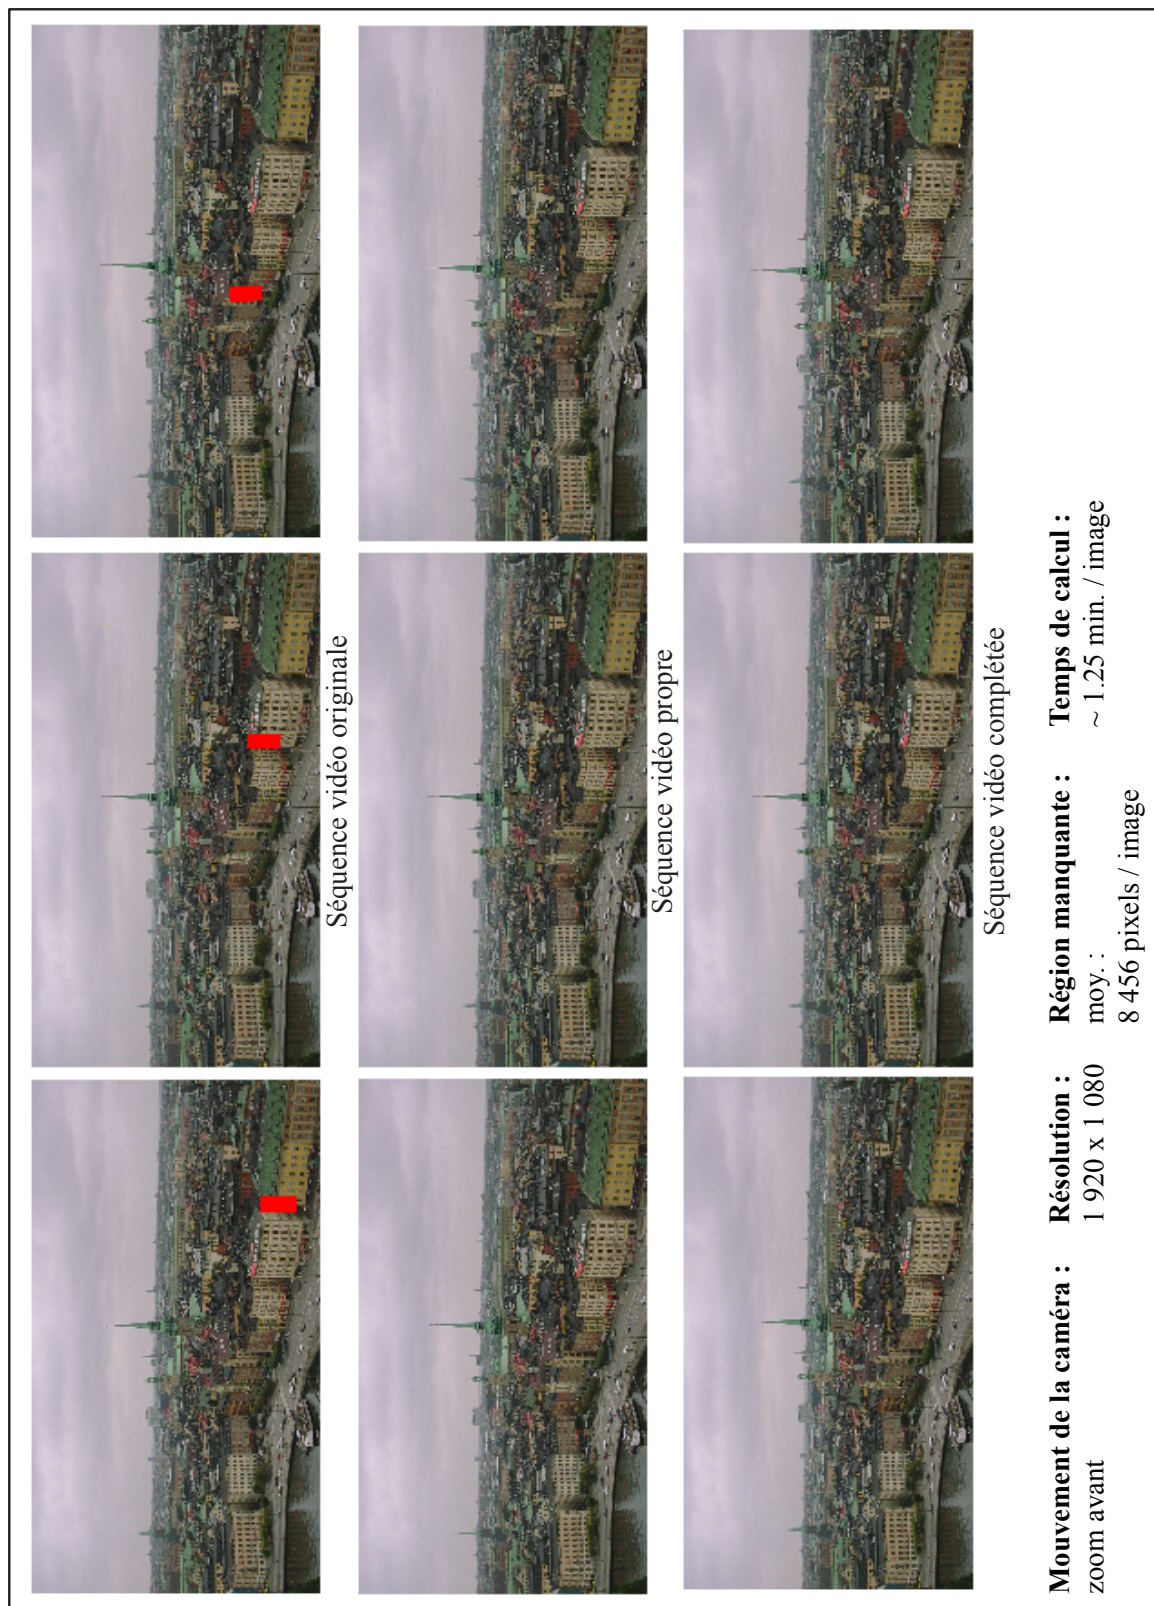 Séquence vidéo originale
Séquence vidéo propre
Séquence vidéo complétée
Mouvement de la caméra :
zoom avant
Résolution :
1 920 x 1 080
Région manquante :
moy. :
8 456 pixels / image
Temps de calcul :
~ 1.25 min. / image